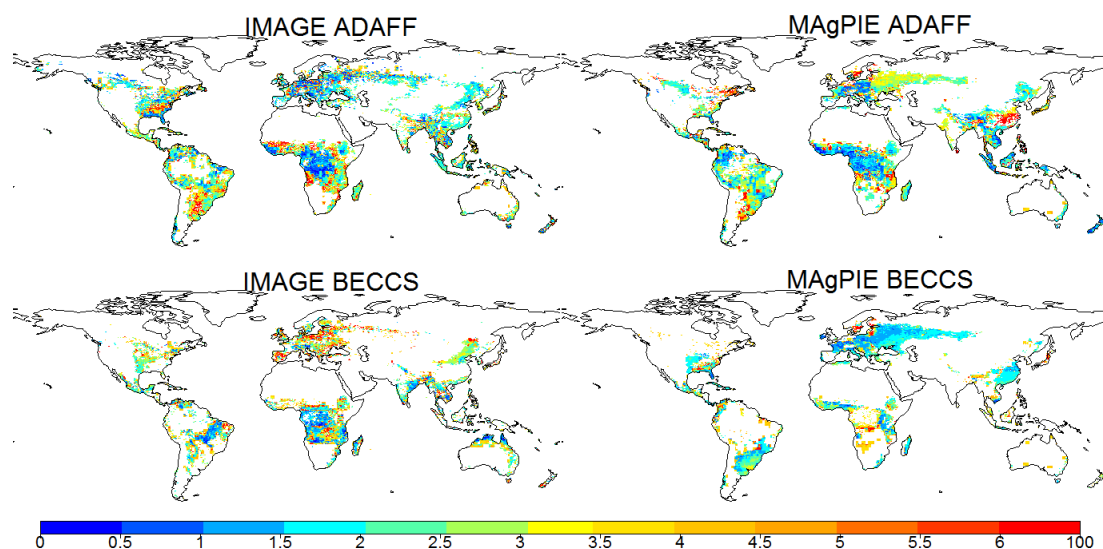 IMAGE ADAFF
MAgPIE ADAFF
IMAGE BECCS
MAgPIE BECCS
0 0.5 1 1.5 2 2.5 3 3.5 4 4.5 5 5.5 6 100